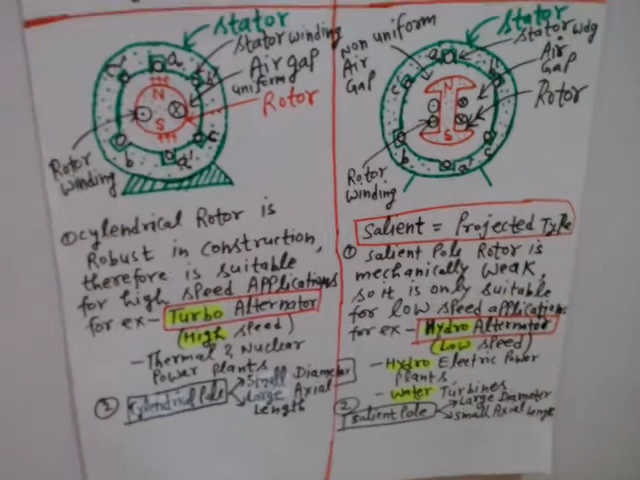 Stator
Stator winding
Air gap
uniform
Rotor
a
b'
c
a'
b
N
S
Rotor
winding
① Cylendrical Rotor is
Robust in construction,
therefore is suitable
for high speed Applications
for ex- Turbo Alternator
(High speed)
- Thermal & Nuclear
Power Plants
② Cylendrical Pole → Small Diameter
→ Large Axial
Length
Stator
Stator wdg
Air
Gap
Rotor
Non uniform
Air
Gap
a
c'
b
a'
N
S
Rotor
winding
Salient = Projected Type
① Salient Pole Rotor is
mechanically weak,
so it is only suitable
for low speed applications
for ex- Hydro Alternator
(Low speed)
- Hydro Electric Power
Plants
- Water Turbines
② Salient Pole → Large Diameter
→ Small Axial Length